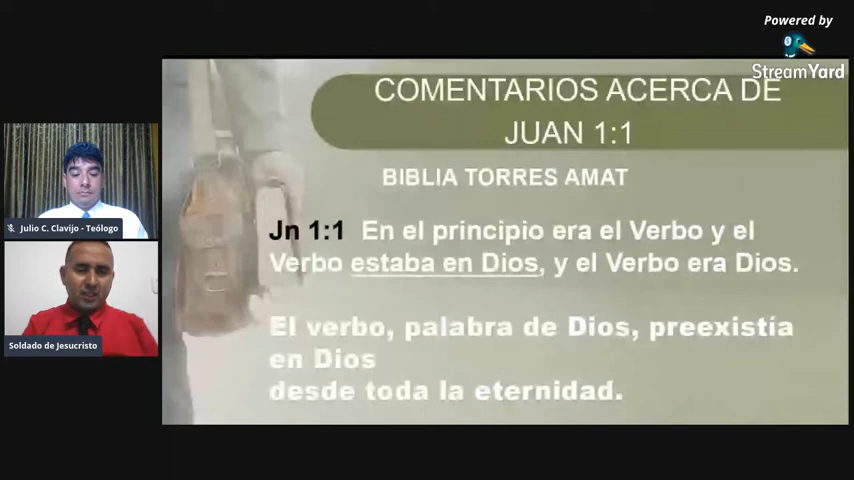 Powered by
StreamYard
COMENTARIOS ACERCA DE
JUAN 1:1
BIBLIA TORRES AMAT
Jn 1:1 En el principio era el Verbo y el
Verbo estaba en Dios, y el Verbo era Dios.
El verbo, palabra de Dios, preexistía
en Dios
desde toda la eternidad.
Julio C. Clavijo - Teólogo
Soldado de Jesucristo